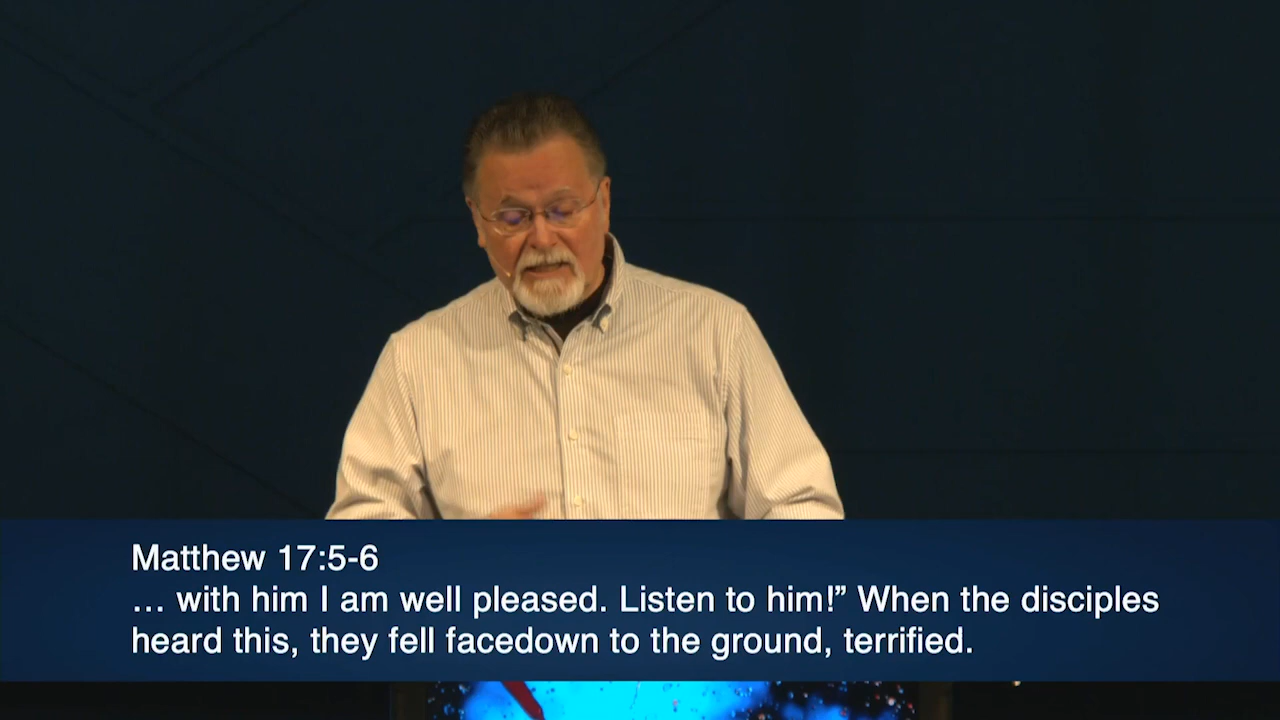 Matthew 17:5-6
… with him I am well pleased. Listen to him!” When the disciples
heard this, they fell facedown to the ground, terrified.